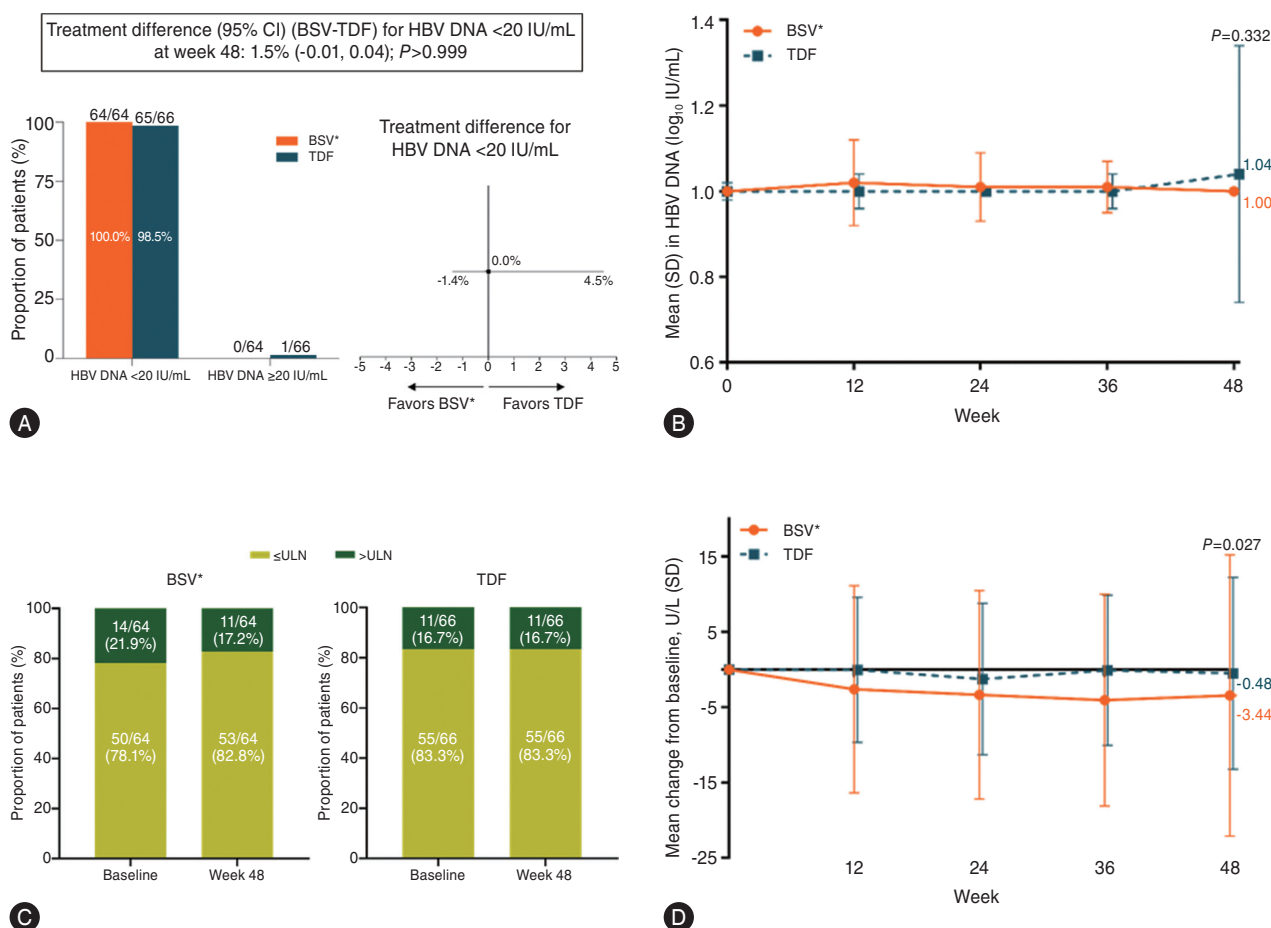 Treatment difference (95% CI) (BSV-TDF) for HBV DNA <20 IU/mL
at week 48: 1.5% (-0.01, 0.04); P>0.999
Proportion of patients (%)
100
75
50
25
0
64/64 65/66
100.0% 98.5%
0/64 1/66
HBV DNA <20 IU/mL HBV DNA ≥20 IU/mL
BSV*
TDF
Treatment difference for
HBV DNA <20 IU/mL
0.0%
-1.4% 4.5%
-5 -4 -3 -2 -1 0 1 2 3 4 5
Favors BSV* Favors TDF
A
Mean (SD) in HBV DNA (log10 IU/mL)
1.4
1.2
1.0
0.8
0.6
BSV*
TDF
P=0.332
1.04
1.00
0 12 24 36 48
Week
B
≤ULN >ULN
BSV*
Proportion of patients (%)
100
80
60
40
20
0
14/64
(21.9%)
11/64
(17.2%)
50/64
(78.1%)
53/64
(82.8%)
Baseline Week 48
TDF
Proportion of patients (%)
100
80
60
40
20
0
11/66
(16.7%)
11/66
(16.7%)
55/66
(83.3%)
55/66
(83.3%)
Baseline Week 48
C
Mean change from baseline, U/L (SD)
15
5
-5
-15
-25
BSV*
TDF
P=0.027
-0.48
-3.44
12 24 36 48
Week
D